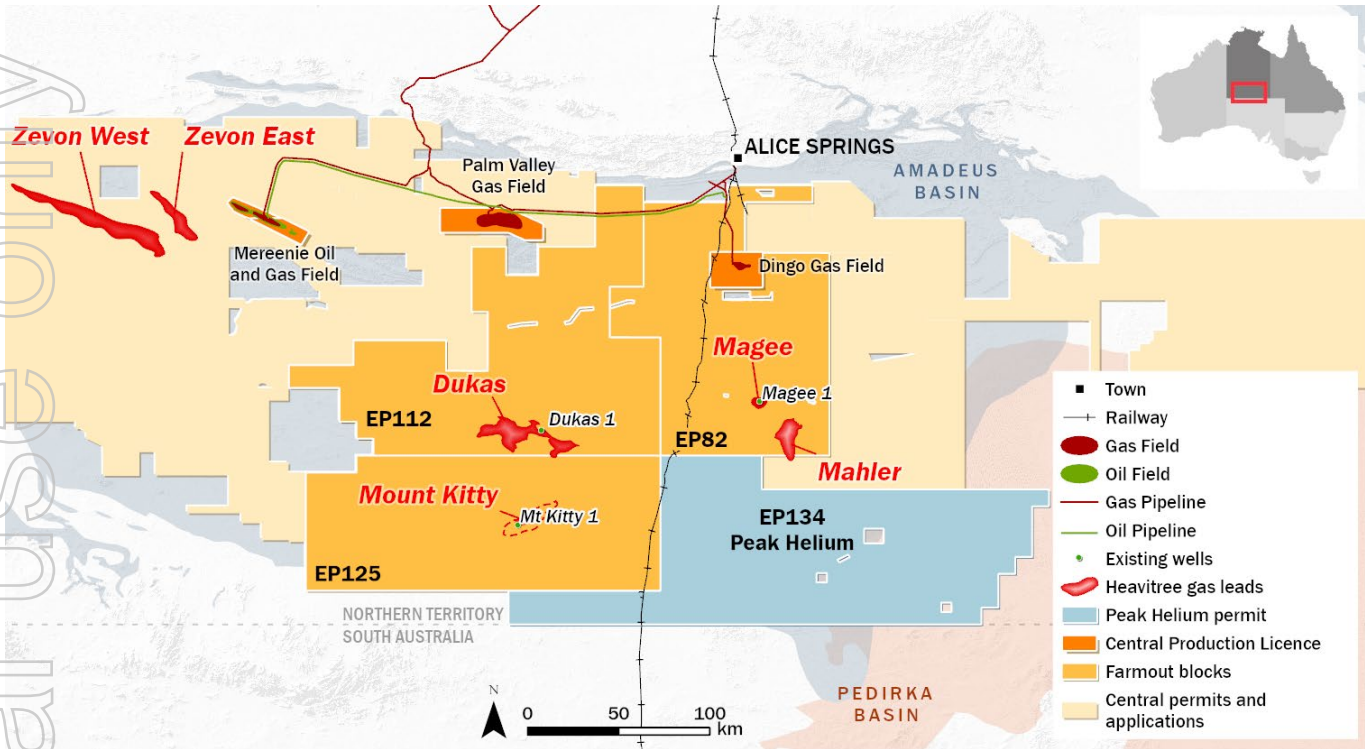 ar use only
Zevon West
Zevon East
ALICE SPRINGS
Palm Valley
Gas Field
AMADEUS
BASIN
Mereenie Oil
and Gas Field
Dingo Gas Field
Magee
Magee 1
Dukas
Dukas 1
EP112
EP82
Mahler
Mount Kitty
Mt Kitty 1
EP134
Peak Helium
EP125
NORTHERN TERRITORY
SOUTH AUSTRALIA
PEDIRKA
BASIN
N
0 50 100
km
Town
Railway
Gas Field
Oil Field
Gas Pipeline
Oil Pipeline
Existing wells
Heavitree gas leads
Peak Helium permit
Central Production Licence
Farmout blocks
Central permits and
applications